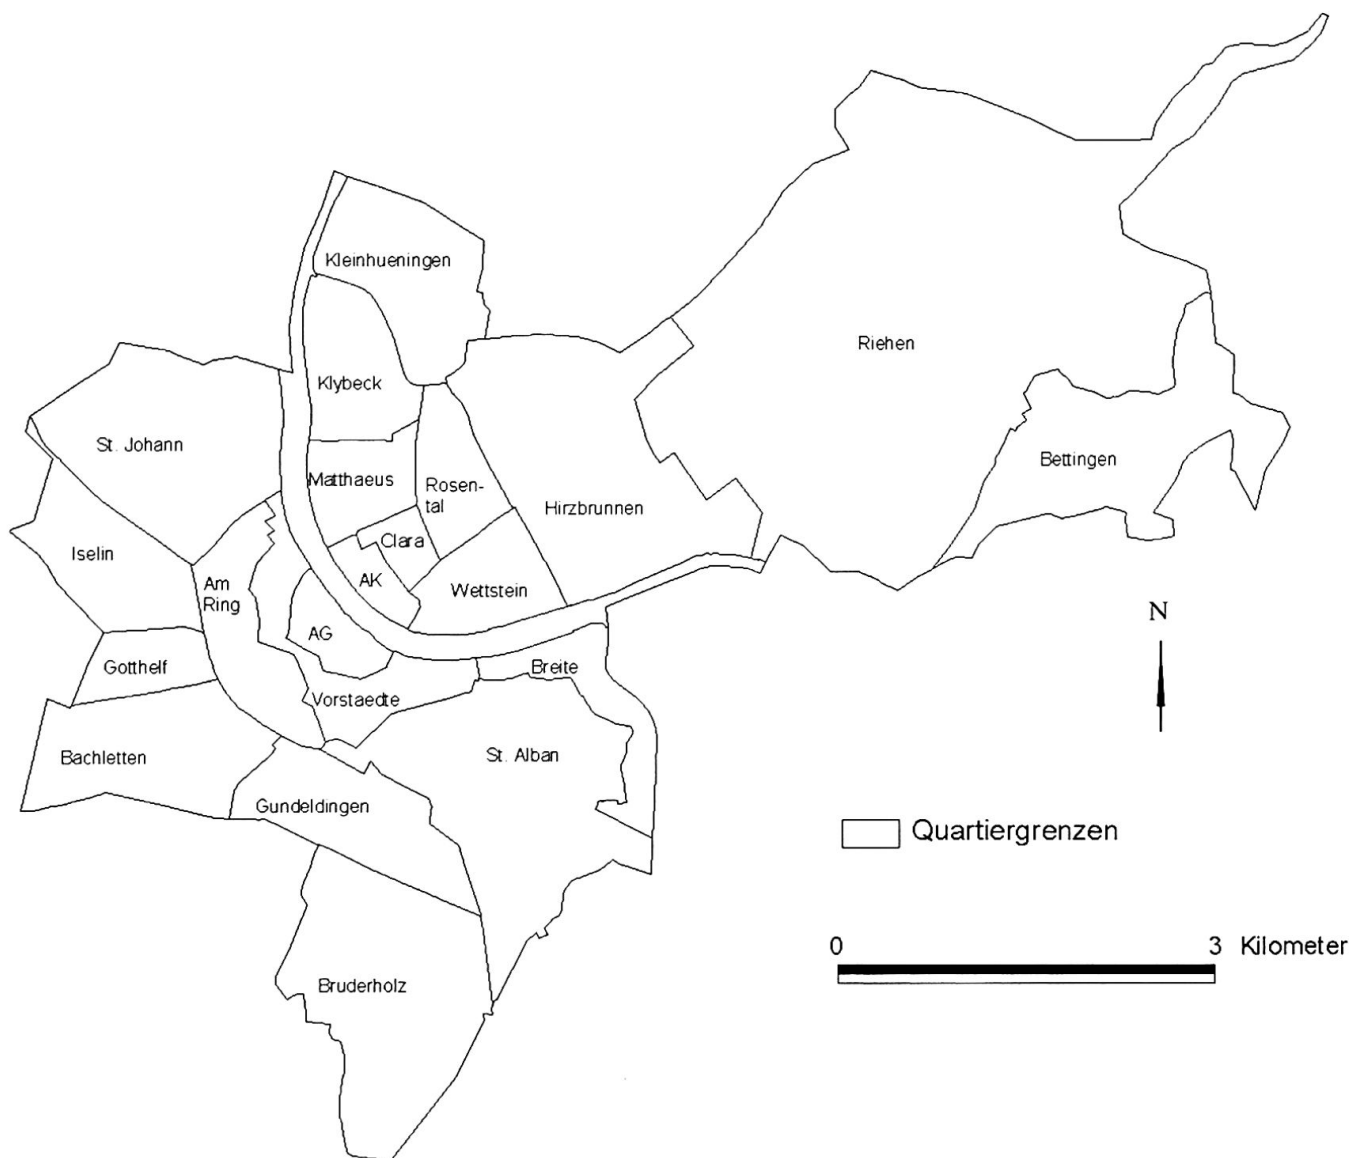 Kleinhueningen
Riehen
Klybeck
St. Johann
Bettingen
Matthaeus
Rosen-
tal
Hirzbrunnen
Clara
Iselin
AK
Am
Ring
Wettstein
N
AG
Gotthelf
Breite
Vorstaedte
Bachletten
St. Alban
Gundeldingen
Quartiergrenzen
0 3 Kilometer
Bruderholz